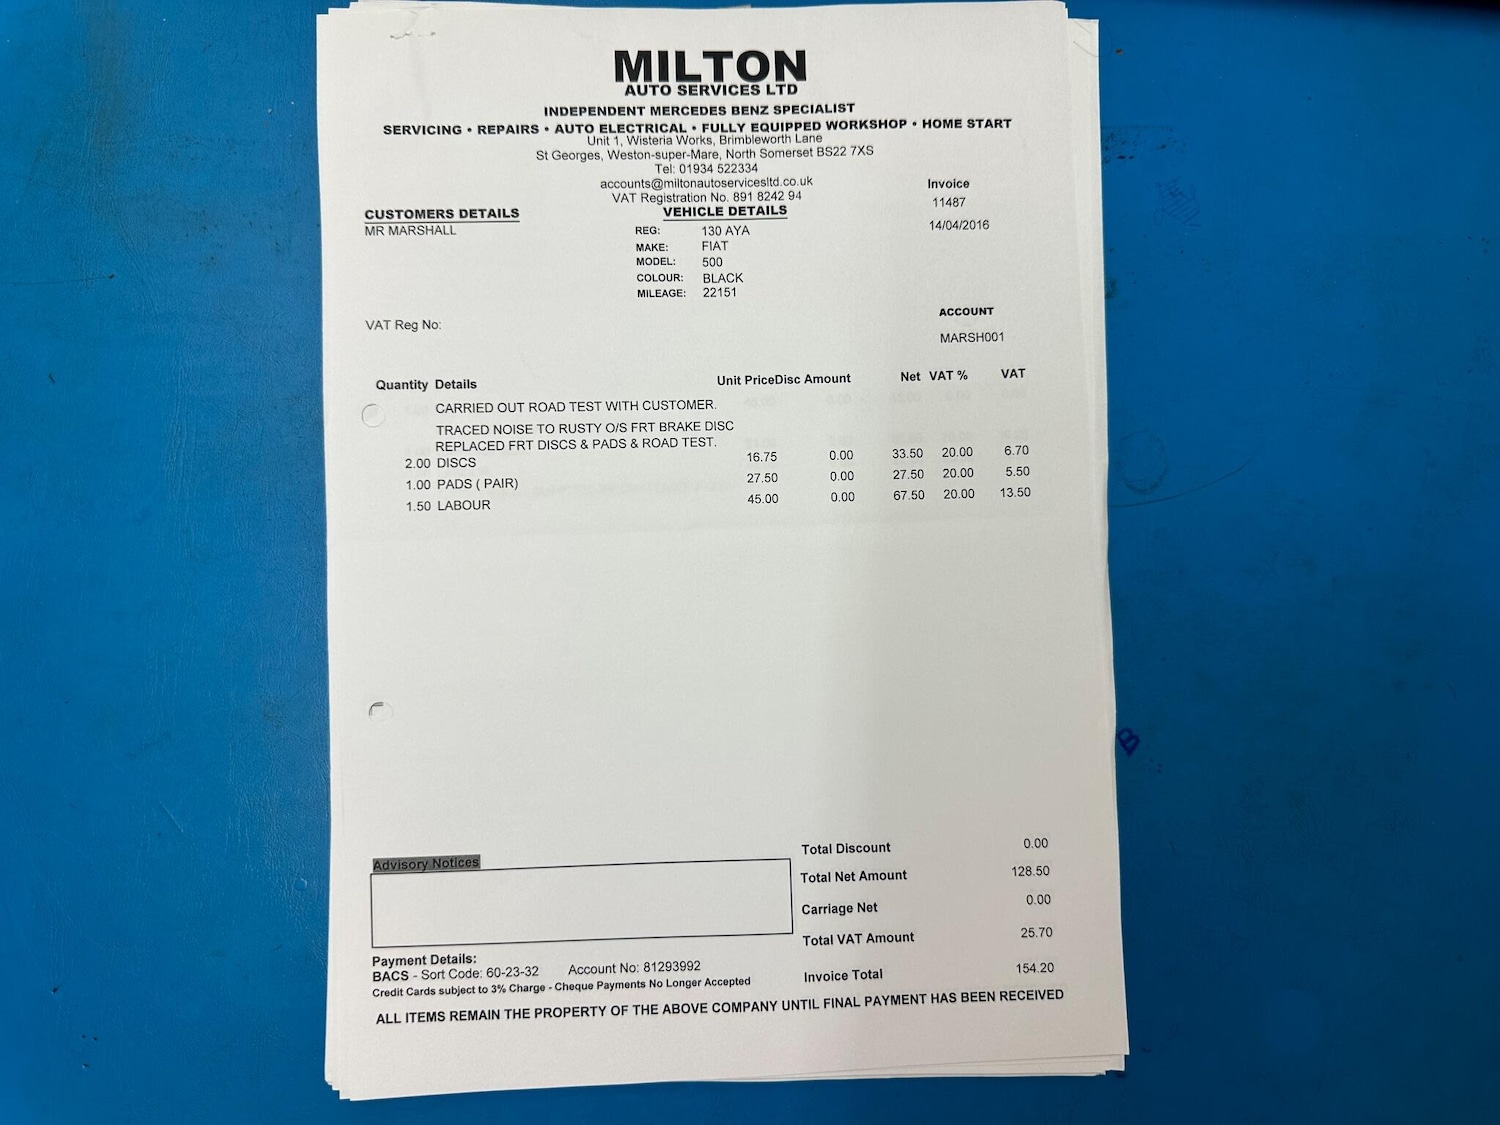 MILTON
AUTO SERVICES LTD
INDEPENDENT MERCEDES BENZ SPECIALIST
SERVICING • REPAIRS • AUTO ELECTRICAL • FULLY EQUIPPED WORKSHOP • HOME START
Unit 1, Wisteria Works, Brimbleworth Lane
St Georges, Weston-super-Mare, North Somerset BS22 7XS
Tel: 01934 522334
accounts@miltonautoservicesltd.co.uk
VAT Registration No. 891 8242 94
Invoice
11487
14/04/2016
CUSTOMERS DETAILS
MR MARSHALL
VEHICLE DETAILS
REG: 130 AYA
MAKE: FIAT
MODEL: 500
COLOUR: BLACK
MILEAGE: 22151
VAT Reg No:
ACCOUNT
MARSH001
Quantity Details Unit PriceDisc Amount Net VAT % VAT
CARRIED OUT ROAD TEST WITH CUSTOMER.
TRACED NOISE TO RUSTY O/S FRT BRAKE DISC
REPLACED FRT DISCS & PADS & ROAD TEST.
2.00 DISCS 16.75 0.00 33.50 20.00 6.70
1.00 PADS ( PAIR) 27.50 0.00 27.50 20.00 5.50
1.50 LABOUR 45.00 0.00 67.50 20.00 13.50
Advisory Notices
Total Discount 0.00
Total Net Amount 128.50
Carriage Net 0.00
Total VAT Amount 25.70
Invoice Total 154.20
Payment Details:
BACS - Sort Code: 60-23-32 Account No: 81293992
Credit Cards subject to 3% Charge - Cheque Payments No Longer Accepted
ALL ITEMS REMAIN THE PROPERTY OF THE ABOVE COMPANY UNTIL FINAL PAYMENT HAS BEEN RECEIVED
B